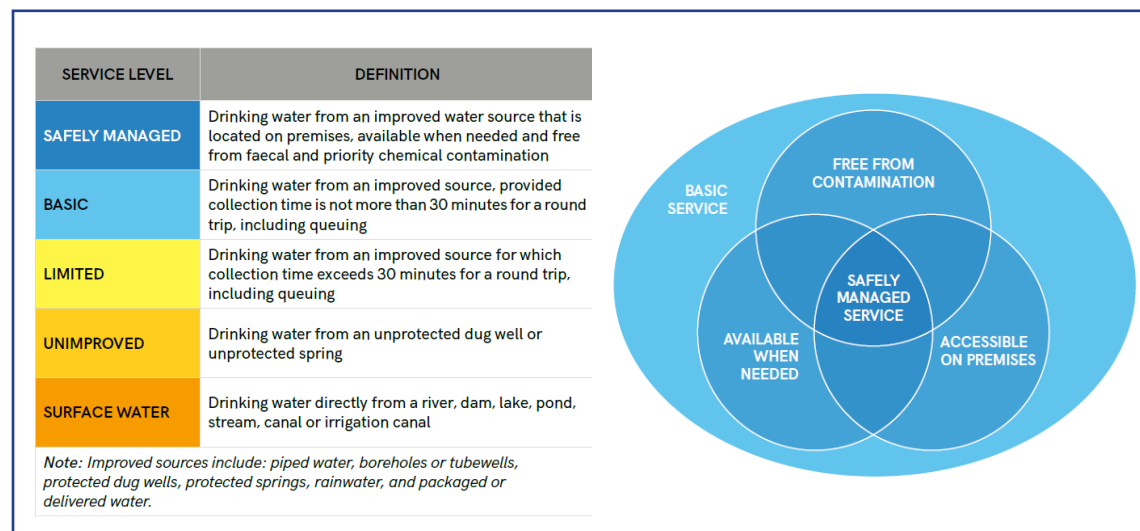 SERVICE LEVEL
DEFINITION
SAFELY MANAGED
Drinking water from an improved water source that is
located on premises, available when needed and free
from faecal and priority chemical contamination
BASIC
Drinking water from an improved source, provided
collection time is not more than 30 minutes for a round
trip, including queuing
LIMITED
Drinking water from an improved source for which
collection time exceeds 30 minutes for a round trip,
including queuing
UNIMPROVED
Drinking water from an unprotected dug well or
unprotected spring
SURFACE WATER
Drinking water directly from a river, dam, lake, pond,
stream, canal or irrigation canal
Note: Improved sources include: piped water, boreholes or tubewells,
protected dug wells, protected springs, rainwater, and packaged or
delivered water.
BASIC
SERVICE
FREE FROM
CONTAMINATION
SAFELY
MANAGED
SERVICE
AVAILABLE
WHEN
NEEDED
ACCESSIBLE
ON PREMISES